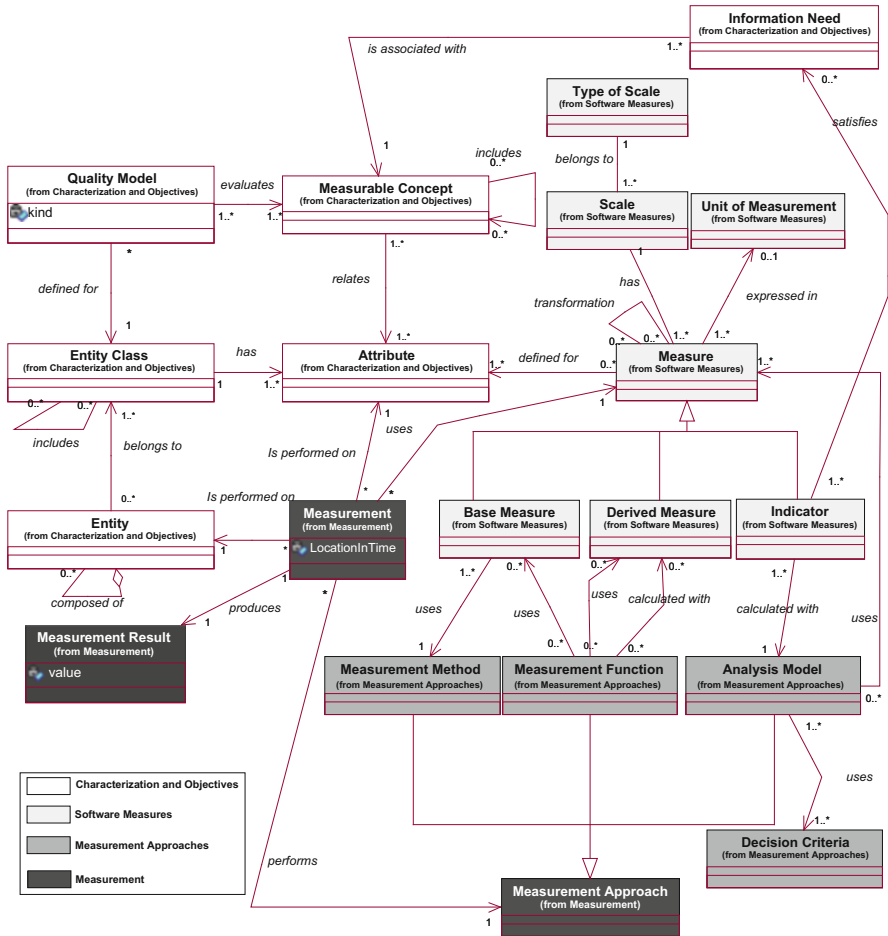 Information Need
(from Characterization and Objectives)
1..*
0..*
is associated with
satisfies
Type of Scale
(from Software Measures)
1
belongs to
1..*
1
includes
0..*
0..*
Quality Model
(from Characterization and Objectives)
kind
evaluates
1..*
1..*
Measurable Concept
(from Characterization and Objectives)
Scale
(from Software Measures)
1
Unit of Measurement
(from Software Measures)
0..1
*
1..*
defined for
relates
has
transformation
expressed in
1
1..*
0..*
0..*
1..*
1..*
Entity Class
(from Characterization and Objectives)
has
1
1..*
Attribute
(from Characterization and Objectives)
1..*
defined for
0..*
Measure
(from Software Measures)
1..*
0..*
0..*
1..*
includes
belongs to
1
uses
1
Is performed on
0..*
Is performed on
*
*
1..*
Entity
(from Characterization and Objectives)
1
*
Measurement
(from Measurement)
LocationInTime
Base Measure
(from Software Measures)
Derived Measure
(from Software Measures)
Indicator
(from Software Measures)
0..*
composed of
1
*
1..*
0..*
0..*
0..*
1..*
produces
1
uses
uses
uses
calculated with
calculated with
uses
Measurement Result
(from Measurement)
value
1
0..*
0..*
0..*
1
Measurement Method
(from Measurement Approaches)
Measurement Function
(from Measurement Approaches)
Analysis Model
(from Measurement Approaches)
0..*
1..*
uses
1..*
Characterization and Objectives
Software Measures
Measurement Approaches
Measurement
Decision Criteria
(from Measurement Approaches)
performs
1
Measurement Approach
(from Measurement)